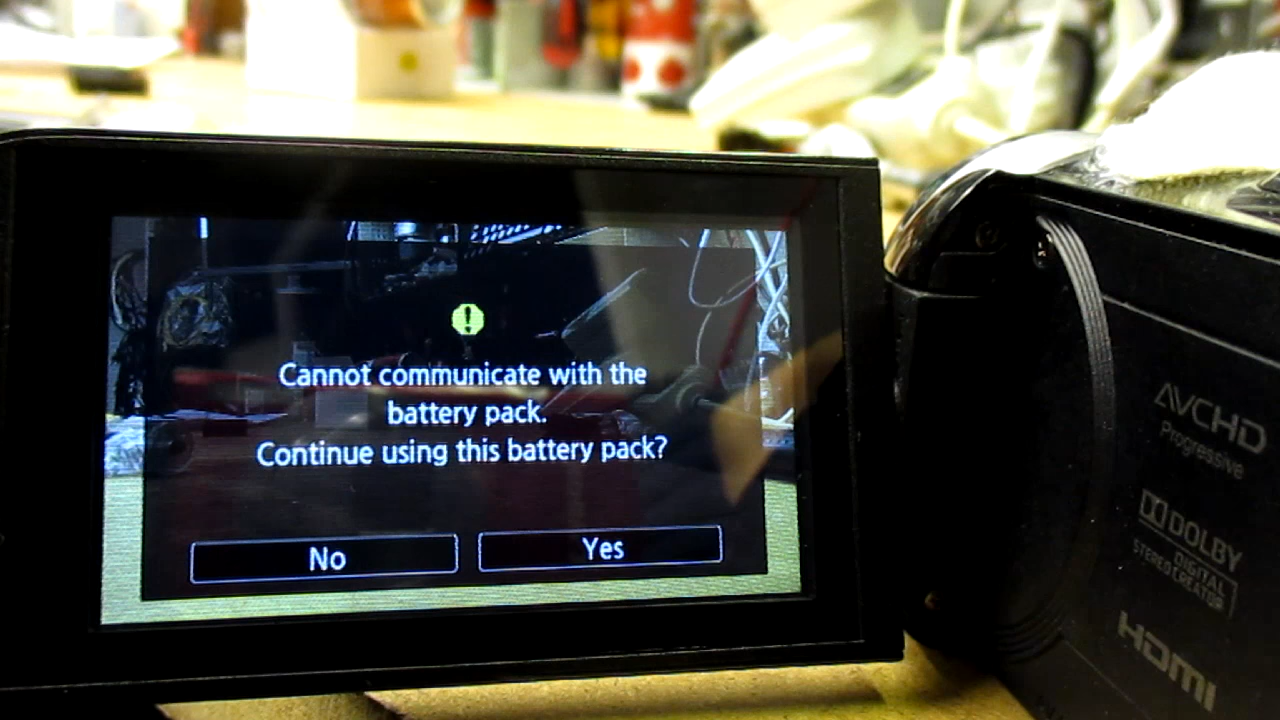 Cannot communicate with the
battery pack.
Continue using this battery pack?
No
Yes
AVCHD
Progressive
DOLBY
DIGITAL
STEREO CREATOR
HDMI